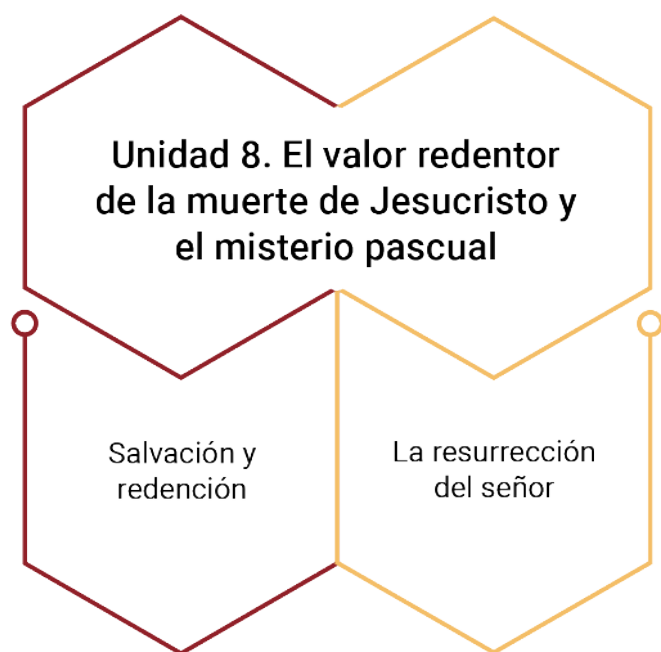 Unidad 8. El valor redentor
de la muerte de Jesucristo y
el misterio pascual
Salvación y
redención
La resurrección
del señor